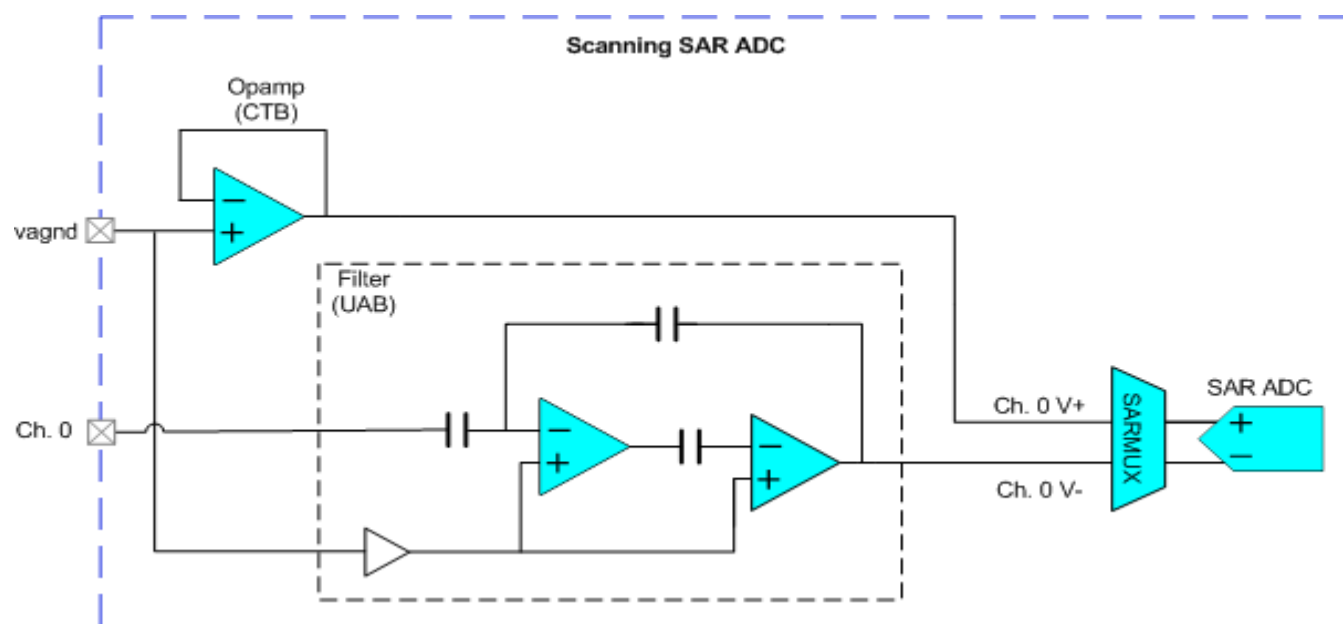 Scanning SAR ADC
Opamp
(CTB)
−
+
vagnd
Filter
(UAB)
Ch. 0
−
+
−
+
Ch. 0 V+
Ch. 0 V-
SARMUX
SAR ADC
+
−